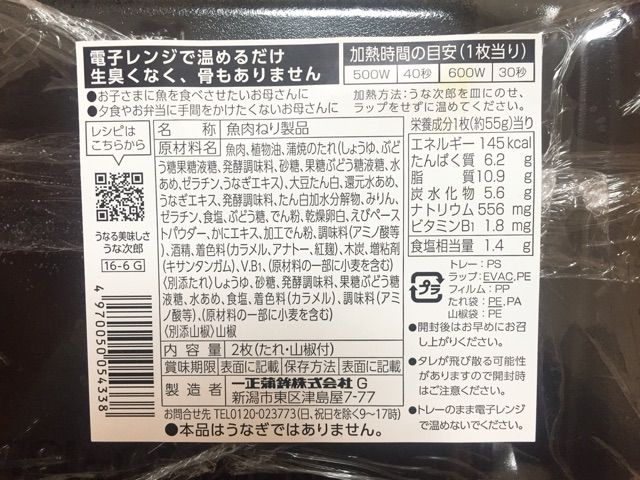 電子レンジで温めるだけ
生臭くなく、骨もありません
●お子さまに魚を食べさせたいお母さんに
●夕食やお弁当に手間をかけたくないお母さんに
加熱時間の目安(1枚当り)
500W 40秒 600W 30秒
加熱方法:うな次郎を皿にのせ、
ラップをせずに温めてください。
レシピは
こちらから
うなる美味しさ
うな次郎
16-6 G
4970050054338
名称 魚肉ねり製品
原材料名 魚肉、植物油、蒲焼のたれ(しょうゆ、ぶど
う糖果糖液糖、発酵調味料、砂糖、果糖ぶどう糖液糖、水
あめ、ゼラチン、うなぎエキス)、大豆たん白、還元水あめ、
うなぎエキス、発酵調味料、たん白加水分解物、みりん、
ゼラチン、食塩、ぶどう糖、でん粉、乾燥卵白、えびペース
トパウダー、かにエキス、加工でん粉、調味料(アミノ酸等
)、酒精、着色料(カラメル、アナトー、紅麹)、木炭、増粘剤
(キサンタンガム)、V.B₁、(原材料の一部に小麦を含む)
〈別添たれ〉しょうゆ、砂糖、発酵調味料、果糖ぶどう糖液
糖、水あめ、食塩、着色料(カラメル)、調味料(アミ
ノ酸等)、(原材料の一部に小麦を含む)
〈別添山椒〉山椒
内容量 2枚(たれ・山椒付)
賞味期限 表面に記載 保存方法 表面に記載
製造者 一正蒲鉾株式会社 G
新潟市東区津島屋7-77
お問合せ先 TEL0120-023773(日、祝日を除く9~17時)
●本品はうなぎではありません。
栄養成分1枚(約55g)当り
エネルギー 145 kcal
たんぱく質 6.2 g
脂質 10.9 g
炭水化物 5.6 g
ナトリウム 556 mg
ビタミンB₁ 1.8 mg
食塩相当量 1.4 g
プラ
トレー:PS
ラップ:EVAC,PE
フィルム:PP
たれ袋:PE,PA
山椒袋:PE
●開封後はお早めにお召
し上がりください。
●タレが飛び散る可能性
がありますので開封時
はご注意ください。
●トレーのまま電子レンジ
で温めないでください。